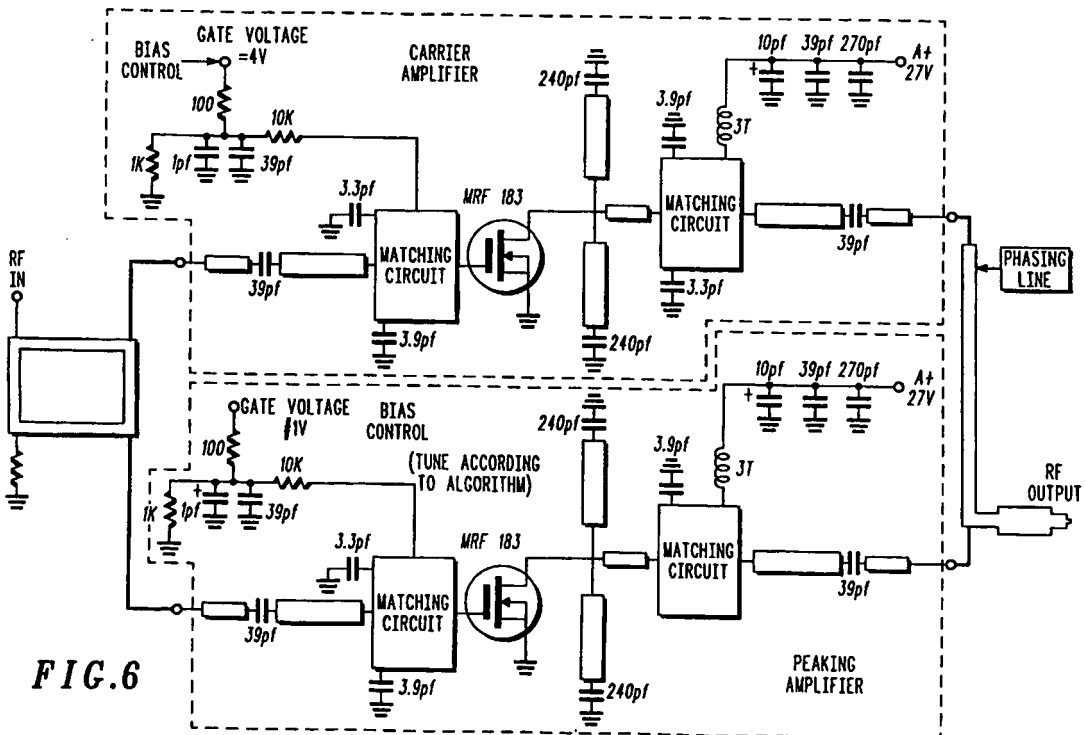 GATE VOLTAGE
=4V
BIAS
CONTROL
CARRIER
AMPLIFIER
100
10K
1K
1pf
39pf
3.3pf
MRF 183
MATCHING
CIRCUIT
39pf
3.9pf
240pf
240pf
10pf 39pf 270pf
A+
27V
+
3.9pf
3T
MATCHING
CIRCUIT
3.3pf
39pf
RF
IN
PHASING
LINE
GATE VOLTAGE
1V
BIAS
CONTROL
(TUNE ACCORDING
TO ALGORITHM)
100
10K
1K
1pf
+
39pf
3.3pf
MRF 183
MATCHING
CIRCUIT
39pf
3.9pf
240pf
240pf
10pf 39pf 270pf
A+
27V
+
3.9pf
3T
MATCHING
CIRCUIT
39pf
RF
OUTPUT
PEAKING
AMPLIFIER
FIG.6